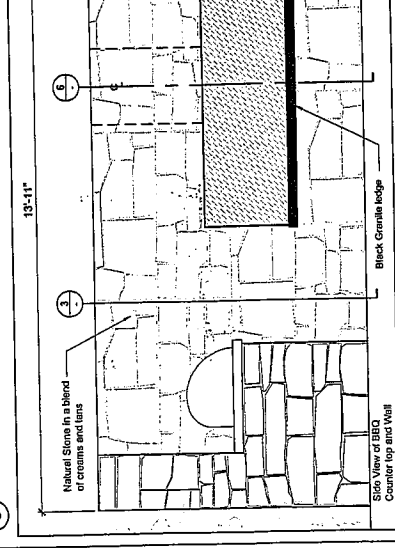 13'-11"
6
-
3
-
Natural Stone in a blend
of creams and tans
Black Granite ledge
Side View of BBQ
Counter top and Wall